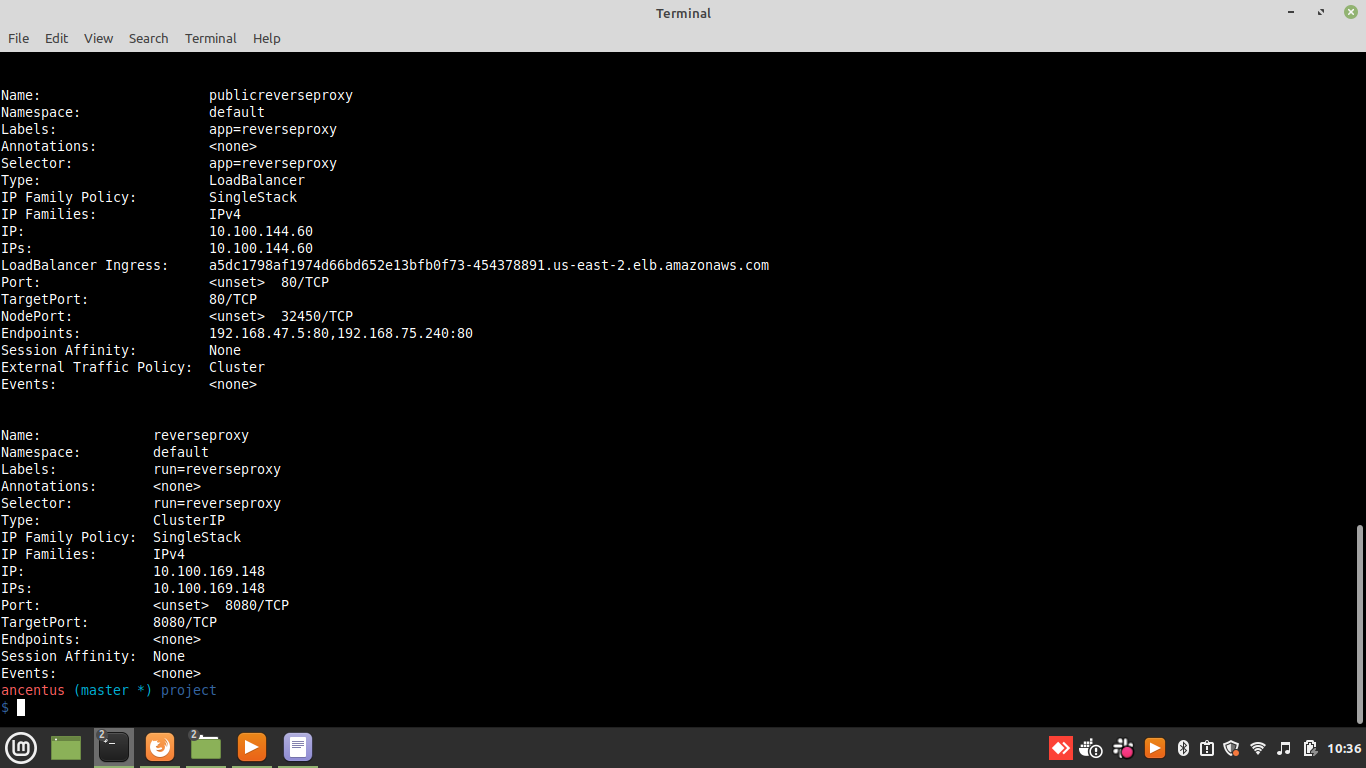 Terminal
File Edit View Search Terminal Help
Name: publicreverseproxy
Namespace: default
Labels: app=reverseproxy
Annotations: <none>
Selector: app=reverseproxy
Type: LoadBalancer
IP Family Policy: SingleStack
IP Families: IPv4
IP: 10.100.144.60
IPs: 10.100.144.60
LoadBalancer Ingress: a5dc1798af1974d66bd652e13bfb0f73-454378891.us-east-2.elb.amazonaws.com
Port: <unset> 80/TCP
TargetPort: 80/TCP
NodePort: <unset> 32450/TCP
Endpoints: 192.168.47.5:80,192.168.75.240:80
Session Affinity: None
External Traffic Policy: Cluster
Events: <none>
Name: reverseproxy
Namespace: default
Labels: run=reverseproxy
Annotations: <none>
Selector: run=reverseproxy
Type: ClusterIP
IP Family Policy: SingleStack
IP Families: IPv4
IP: 10.100.169.148
IPs: 10.100.169.148
Port: <unset> 8080/TCP
TargetPort: 8080/TCP
Endpoints: <none>
Session Affinity: None
Events: <none>
ancentus (master *) project
$
2 2 10:36